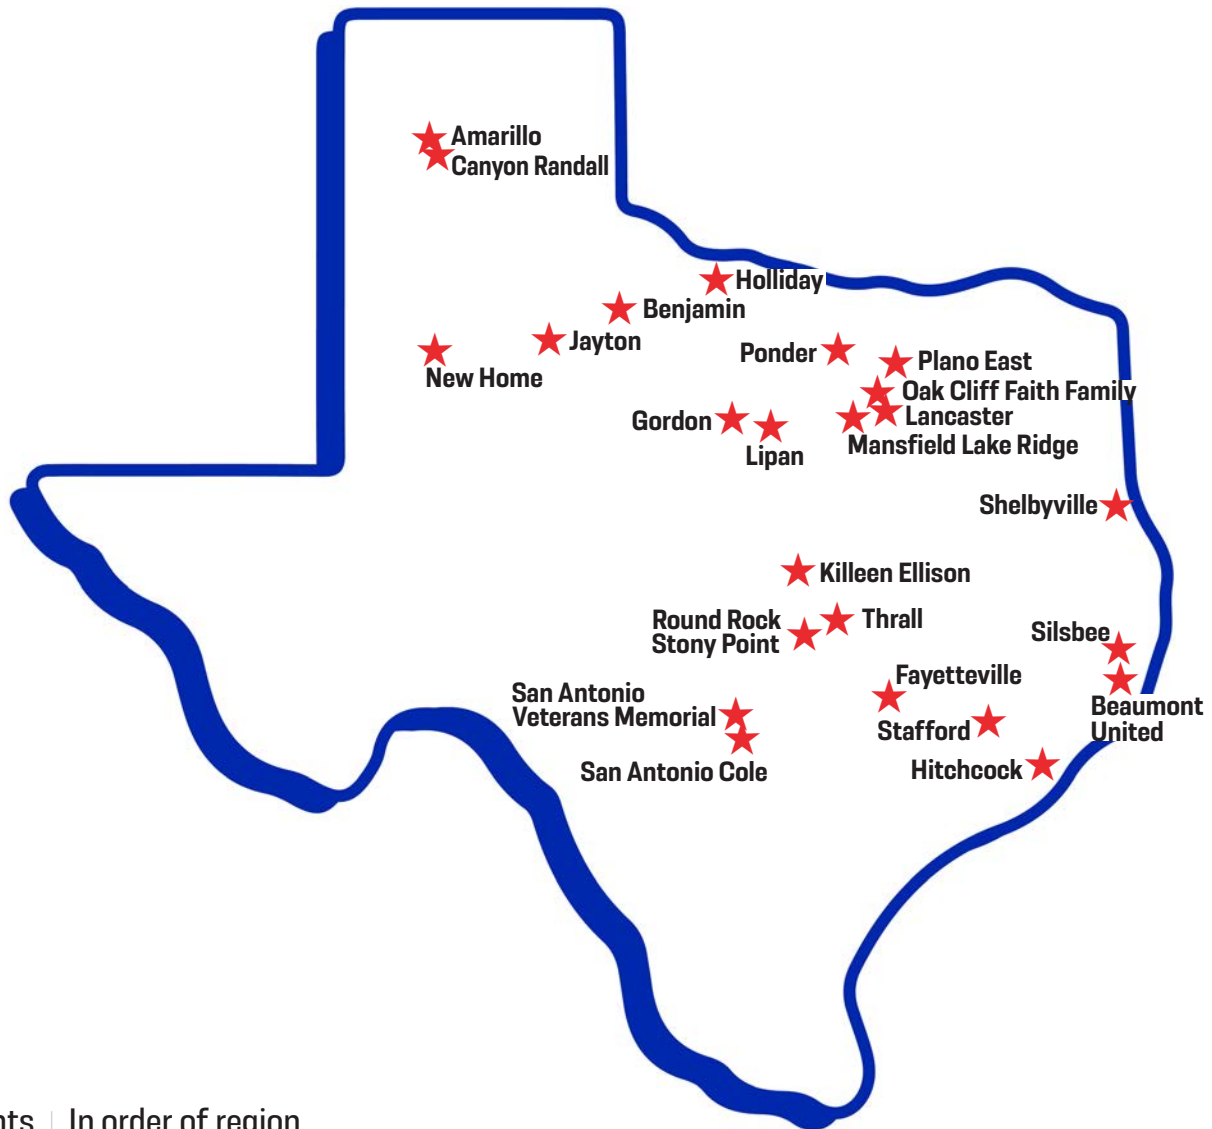 Amarillo
Canyon Randall
Holliday
Benjamin
Jayton
New Home
Ponder
Plano East
Oak Cliff Faith Family
Lancaster
Mansfield Lake Ridge
Gordon
Lipan
Shelbyville
Killeen Ellison
Round Rock
Stony Point
Thrall
Silsbee
Beaumont
United
Fayetteville
Stafford
Hitchcock
San Antonio
Veterans Memorial
San Antonio Cole
nts | In order of region